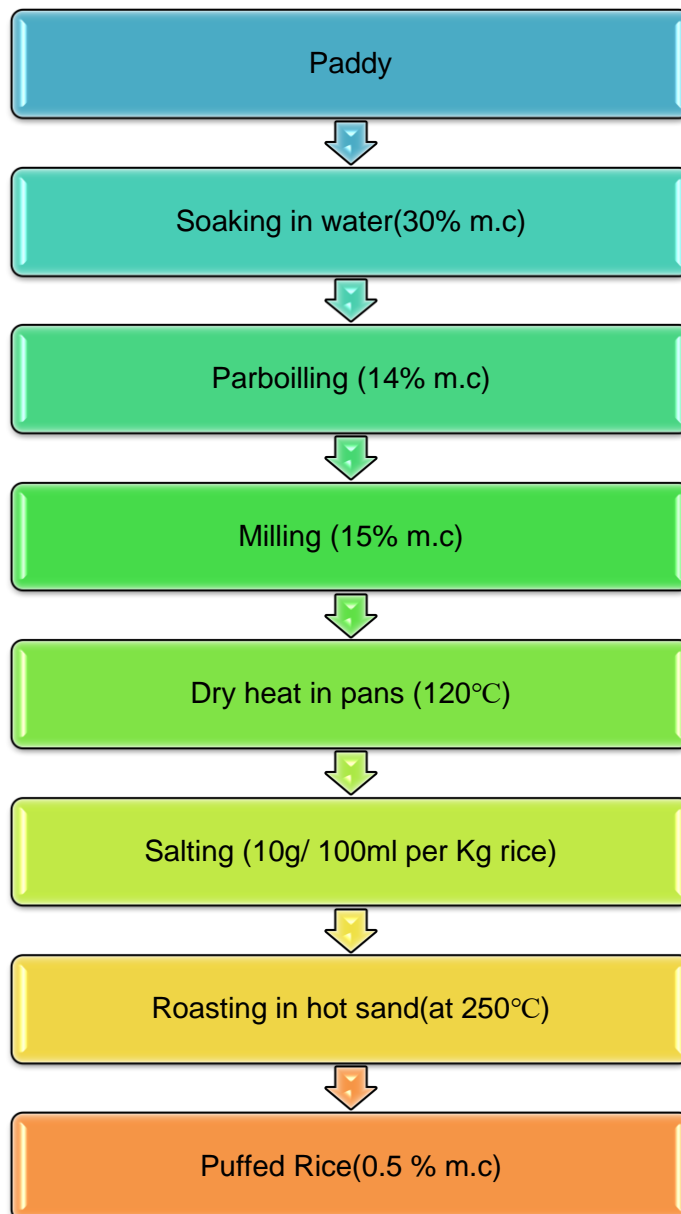 Paddy
Soaking in water(30% m.c)
Parboilling (14% m.c)
Milling (15% m.c)
Dry heat in pans (120℃)
Salting (10g/ 100ml per Kg rice)
Roasting in hot sand(at 250℃)
Puffed Rice(0.5 % m.c)